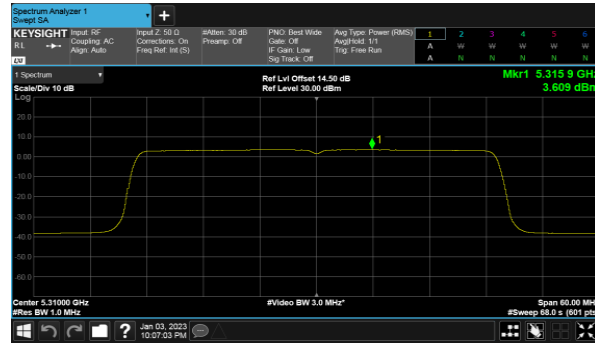 Spectrum Analyzer 1
Swept SA
+
KEYSIGHT Input: RF Input Z: 50 Ω #Atten: 30 dB PNO: Best Wide Avg Type: Power (RMS) 1 2 3 4 5 6
RL Coupling: AC Corrections: On Preamp: Off Gate: Off Avg|Hold: 1/1 A W W W W W
Align: Auto Freq Ref: Int (S) IF Gain: Low Trig: Free Run
LXI Sig Track: Off A N N N N N
1 Spectrum Ref Lvl Offset 14.50 dB Mkr1 5.315 9 GHz
Scale/Div 10 dB Ref Level 30.00 dBm 3.609 dBm
Log
20.0
10.0
1
0.00
-10.0
-20.0
-30.0
-40.0
-50.0
-60.0
Center 5.31000 GHz #Video BW 3.0 MHz* Span 60.00 MH
#Res BW 1.0 MHz #Sweep 68.0 s (601 pts
? Jan 03, 2023
10:07:03 PM